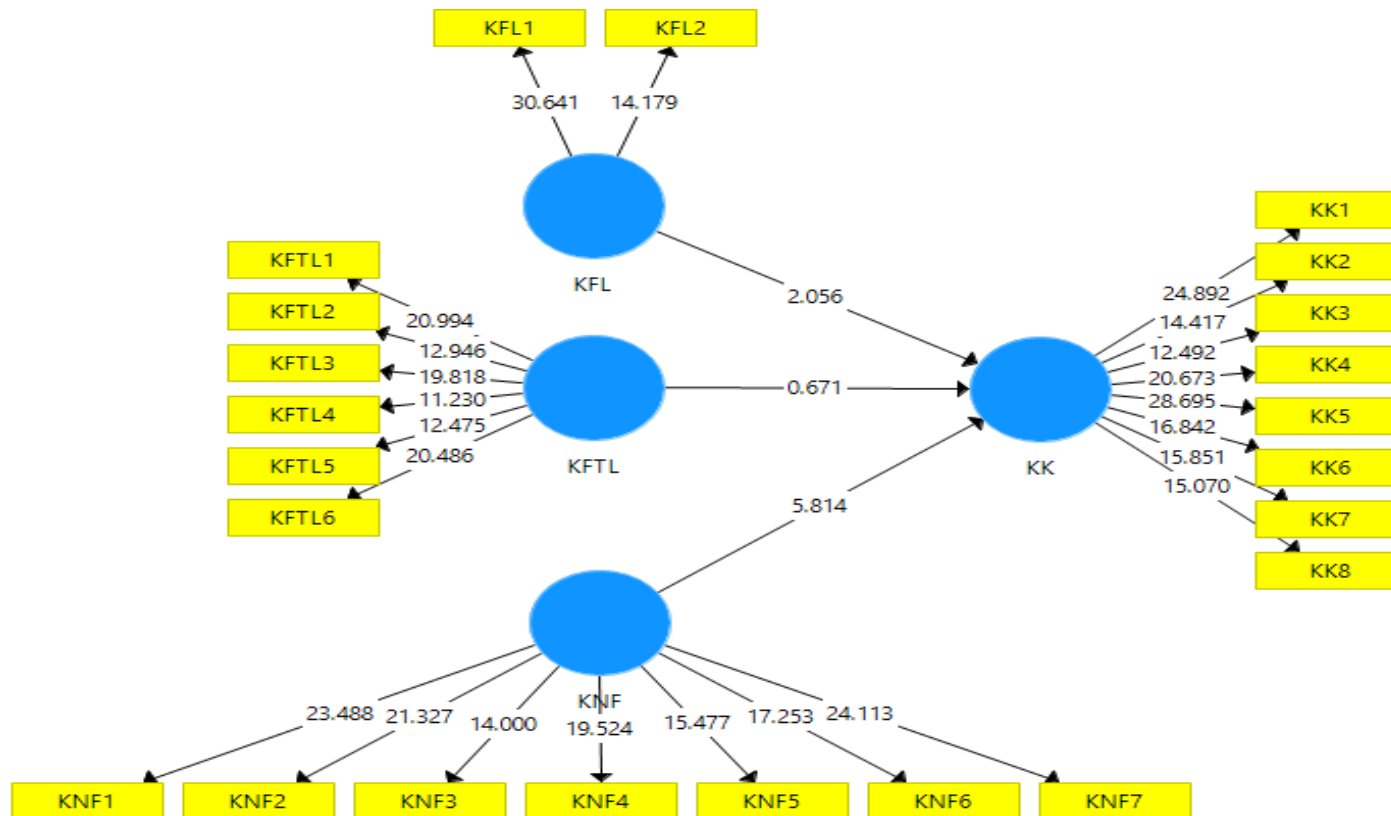 KFL1
KFL2
30.641
14.179
KFL
2.056
KFTL1
KFTL2
KFTL3
KFTL4
KFTL5
KFTL6
20.994
12.946
19.818
11.230
12.475
20.486
KFTL
0.671
KK1
KK2
KK3
KK4
KK5
KK6
KK7
KK8
24.892
14.417
12.492
20.673
28.695
16.842
15.851
15.070
KK
5.814
KNF
23.488
21.327
14.000
19.524
15.477
17.253
24.113
KNF1
KNF2
KNF3
KNF4
KNF5
KNF6
KNF7